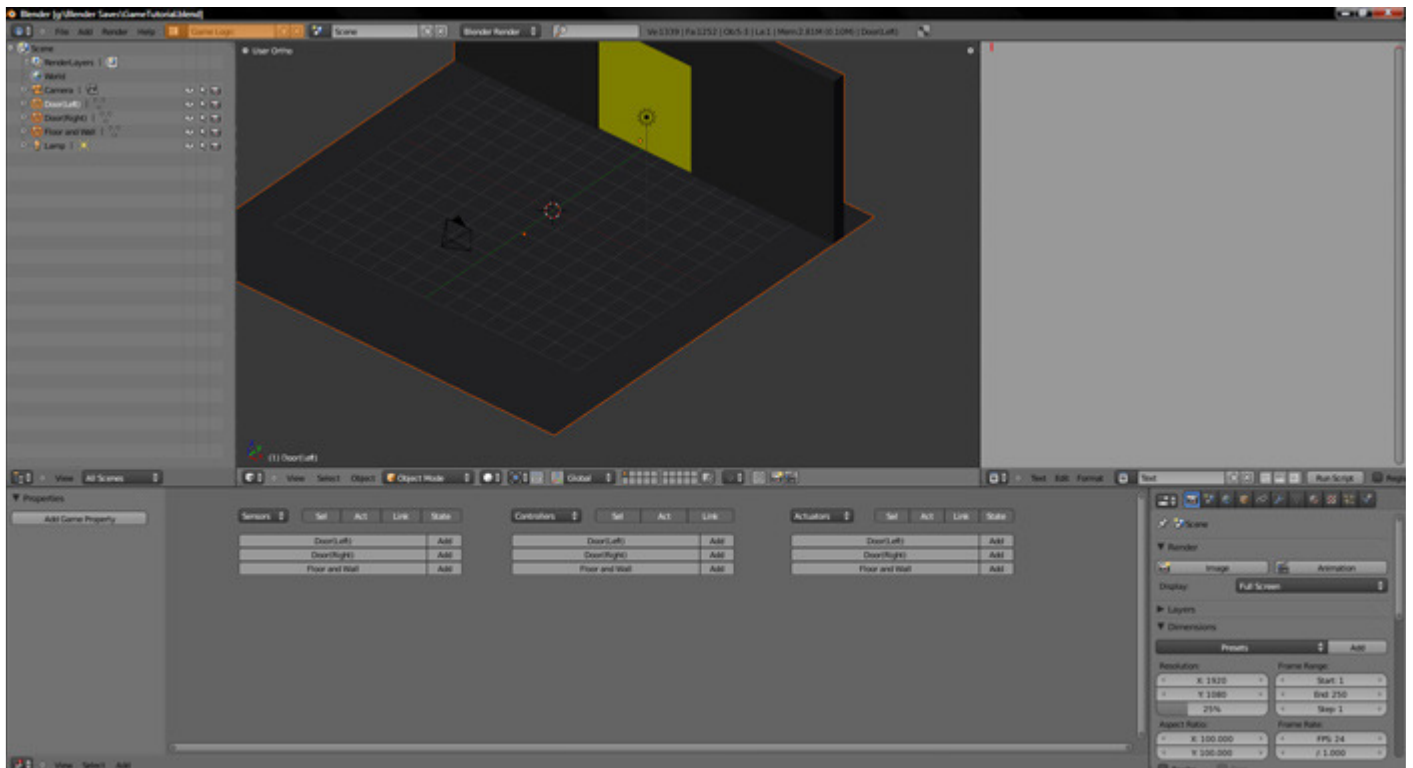 Blender [g:\Blender Saves\GameTutorial.blend]
File Add Render Help Game Logic Scene Blender Render
Scene
RenderLayers
World
Camera
Door(Left)
Door(Right)
Floor and Wall
Lamp
User Ortho
(1) Door(Left)
View All Scenes
View Select Object Object Mode Global
Text Edit Format Text Run Script
Properties
Add Game Property
Sensors Sel Act Link State
Door(Left) Add
Door(Right) Add
Floor and Wall Add
Controllers Sel Act Link
Door(Left) Add
Door(Right) Add
Floor and Wall Add
Actuators Sel Act Link State
Door(Left) Add
Door(Right) Add
Floor and Wall Add
Scene
Render
Image Animation
Display: Full Screen
Layers
Dimensions
Presets Add
Resolution: Frame Range:
X: 1920 Start: 1
Y: 1080 End: 250
25% Step: 1
Aspect Ratio: Frame Rate:
X: 100.000 FPS: 24
Y: 100.000 / 1.000
View Select Add